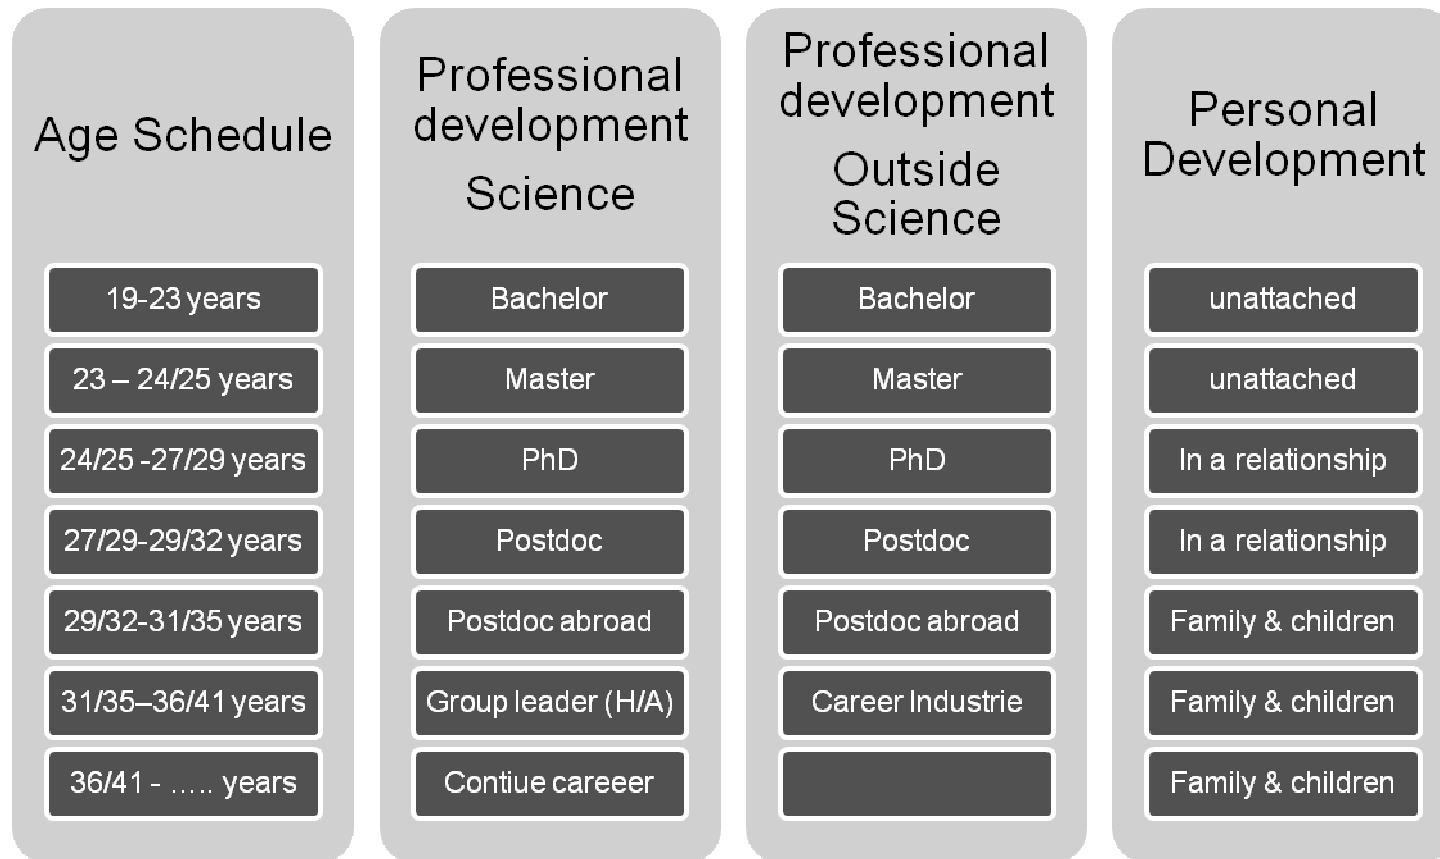 Age Schedule
19-23 years
23 – 24/25 years
24/25 -27/29 years
27/29-29/32 years
29/32-31/35 years
31/35–36/41 years
36/41 - ….. years
Professional
development
Science
Bachelor
Master
PhD
Postdoc
Postdoc abroad
Group leader (H/A)
Contiue careeer
Professional
development
Outside
Science
Bachelor
Master
PhD
Postdoc
Postdoc abroad
Career Industrie
Personal
Development
unattached
unattached
In a relationship
In a relationship
Family & children
Family & children
Family & children